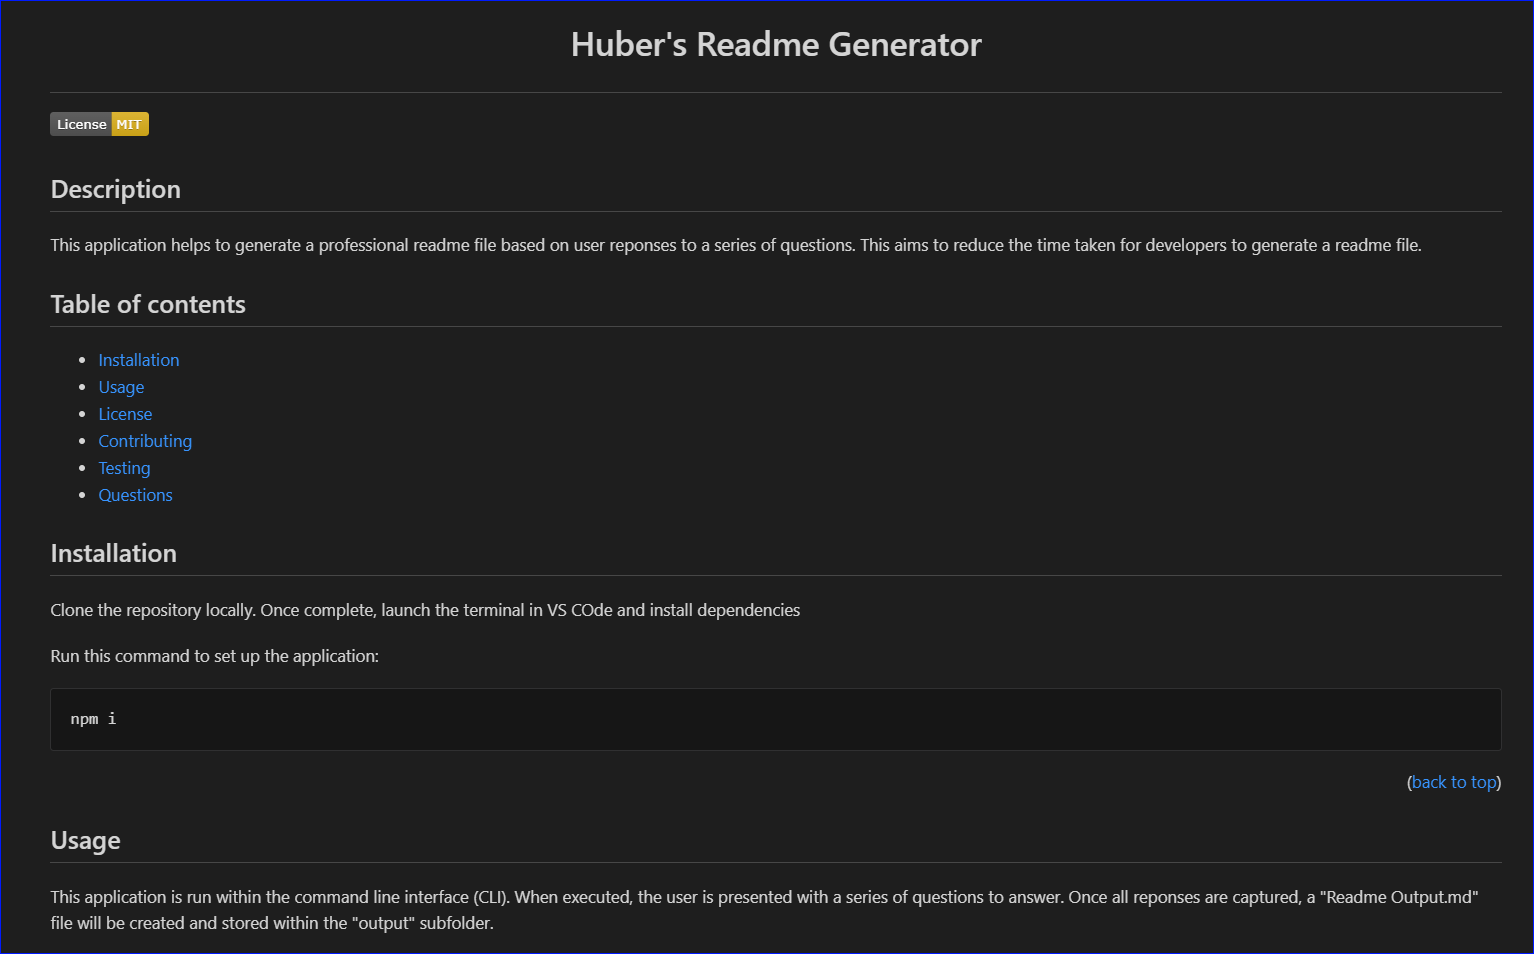 Huber's Readme Generator
License MIT
Description
This application helps to generate a professional readme file based on user reponses to a series of questions. This aims to reduce the time taken for developers to generate a readme file.
Table of contents
Installation
Usage
License
Contributing
Testing
Questions
Installation
Clone the repository locally. Once complete, launch the terminal in VS COde and install dependencies
Run this command to set up the application:
npm i
(back to top)
Usage
This application is run within the command line interface (CLI). When executed, the user is presented with a series of questions to answer. Once all reponses are captured, a "Readme Output.md"
file will be created and stored within the "output" subfolder.